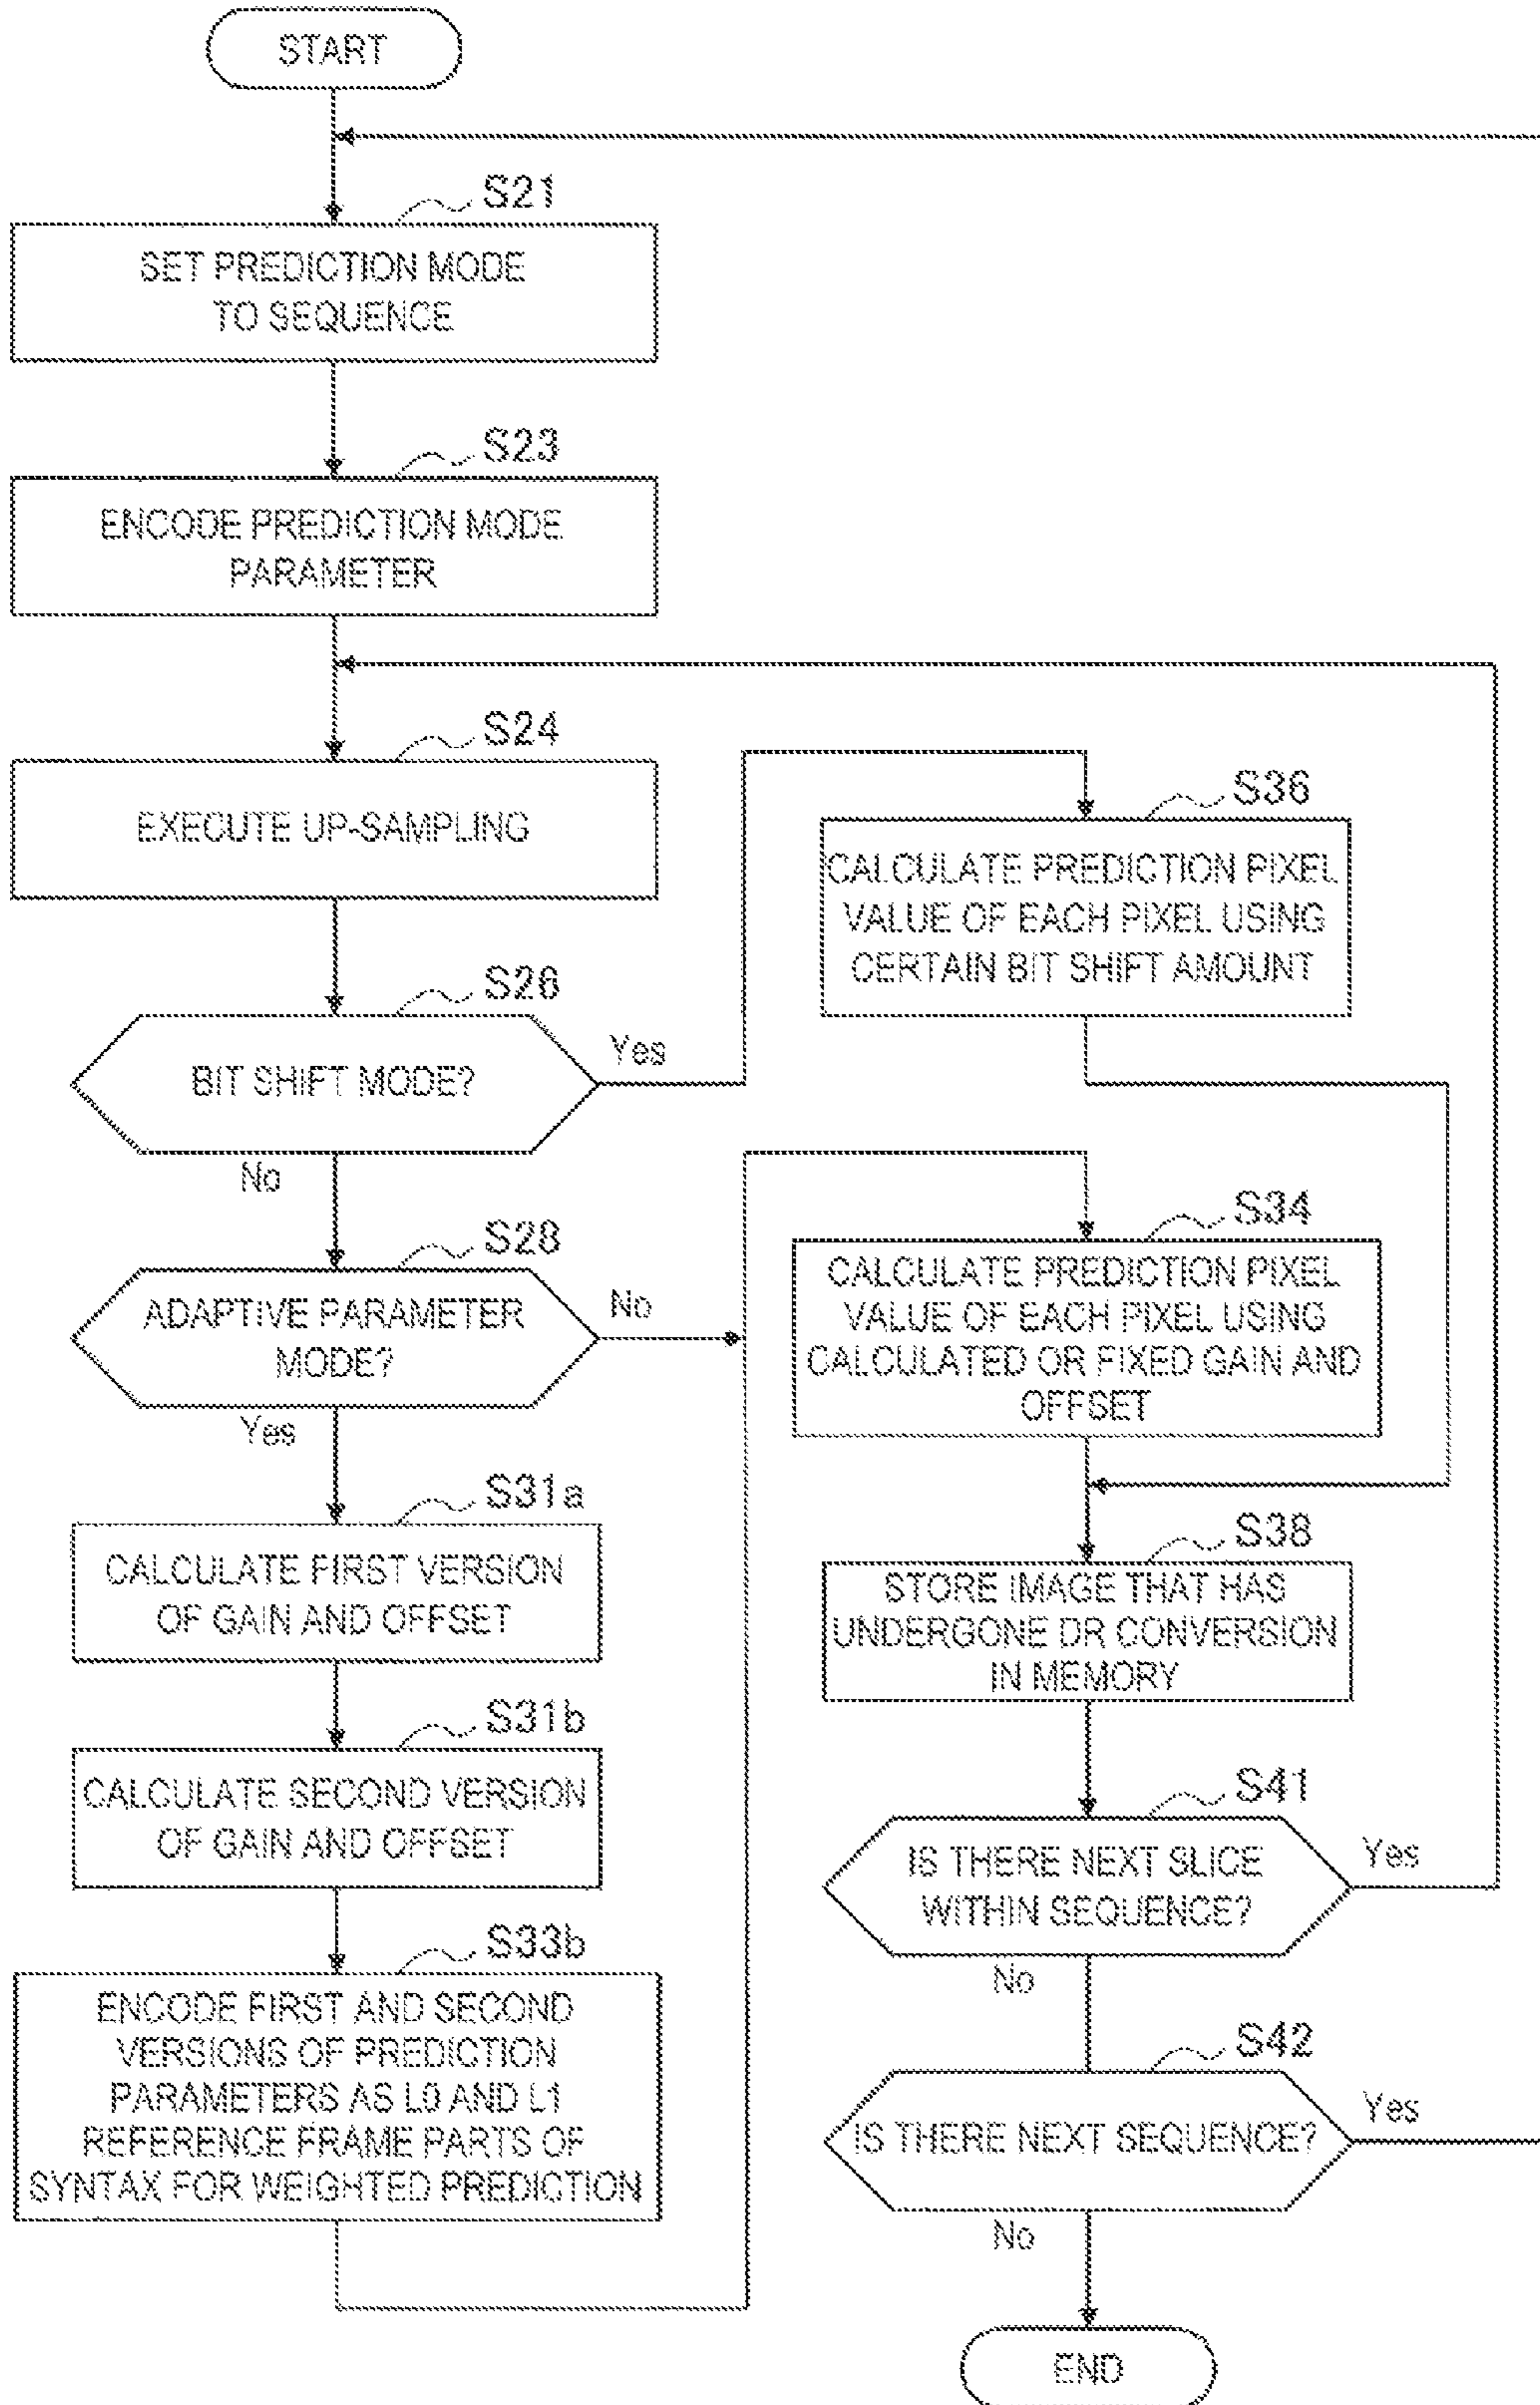 START
S21
SET PREDICTION MODE
TO SEQUENCE
S23
ENCODE PREDICTION MODE
PARAMETER
S24
EXECUTE UP-SAMPLING
S26
BIT SHIFT MODE?
Yes
No
S28
ADAPTIVE PARAMETER
MODE?
No
Yes
S31a
CALCULATE FIRST VERSION
OF GAIN AND OFFSET
S31b
CALCULATE SECOND VERSION
OF GAIN AND OFFSET
S33b
ENCODE FIRST AND SECOND
VERSIONS OF PREDICTION
PARAMETERS AS L0 AND L1
REFERENCE FRAME PARTS OF
SYNTAX FOR WEIGHTED PREDICTION
S36
CALCULATE PREDICTION PIXEL
VALUE OF EACH PIXEL USING
CERTAIN BIT SHIFT AMOUNT
S34
CALCULATE PREDICTION PIXEL
VALUE OF EACH PIXEL USING
CALCULATED OR FIXED GAIN AND
OFFSET
S38
STORE IMAGE THAT HAS
UNDERGONE DR CONVERSION
IN MEMORY
S41
IS THERE NEXT SLICE
WITHIN SEQUENCE?
Yes
No
S42
IS THERE NEXT SEQUENCE?
Yes
No
END